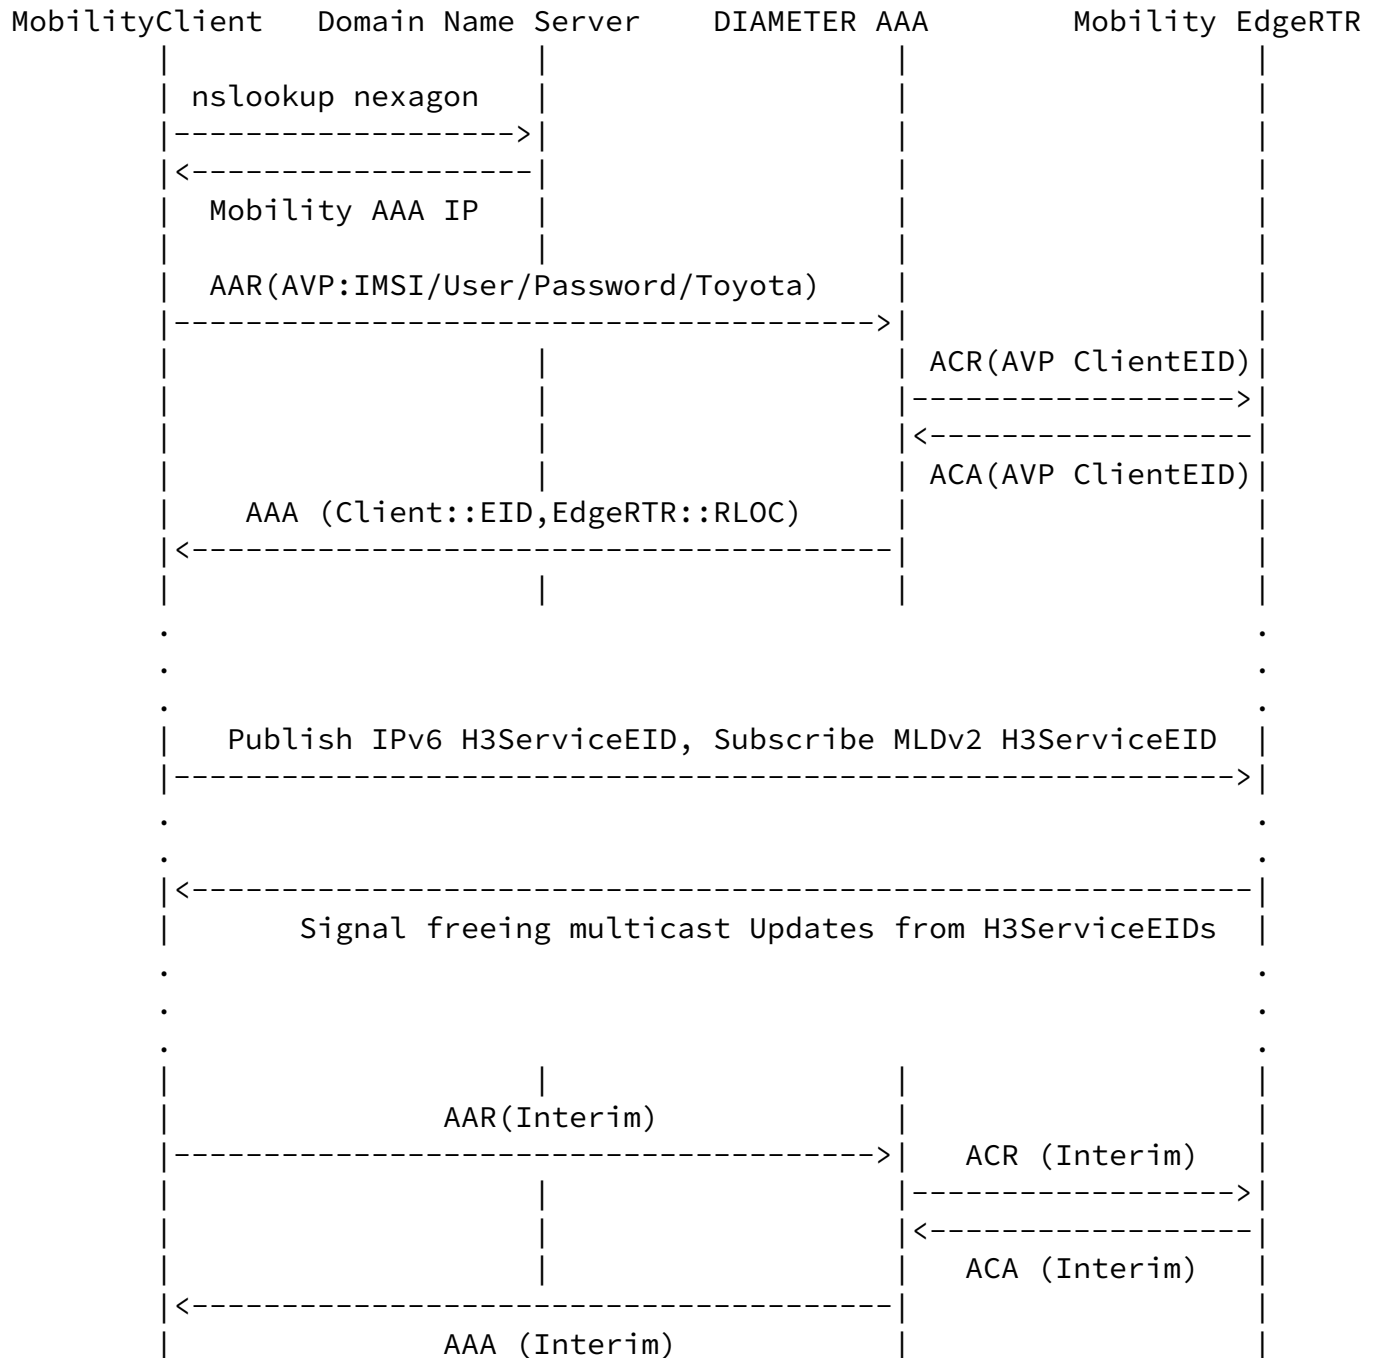 MobilityClient   Domain Name Server    DIAMETER AAA        Mobility EdgeRTR
nslookup nexagon
Mobility AAA IP
AAR(AVP:IMSI/User/Password/Toyota)
ACR(AVP ClientEID)
ACA(AVP ClientEID)
AAA (Client::EID,EdgeRTR::RLOC)
Publish IPv6 H3ServiceEID, Subscribe MLDv2 H3ServiceEID
Signal freeing multicast Updates from H3ServiceEIDs
AAR(Interim)
ACR (Interim)
ACA (Interim)
AAA (Interim)